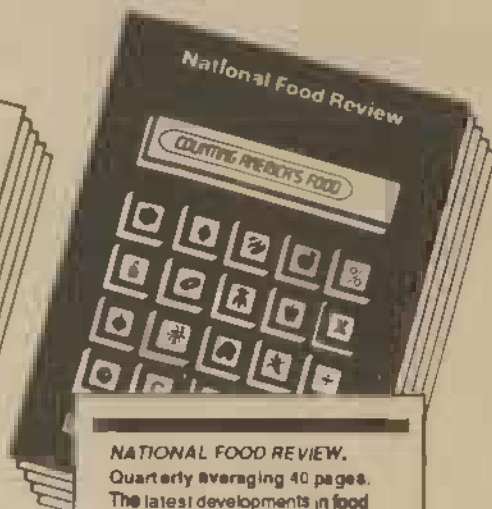 National Food Review
COUNTING AMERICA'S FOOD
%
X
+
NATIONAL FOOD REVIEW.
Quarterly averaging 40 pages.
The latest developments in food